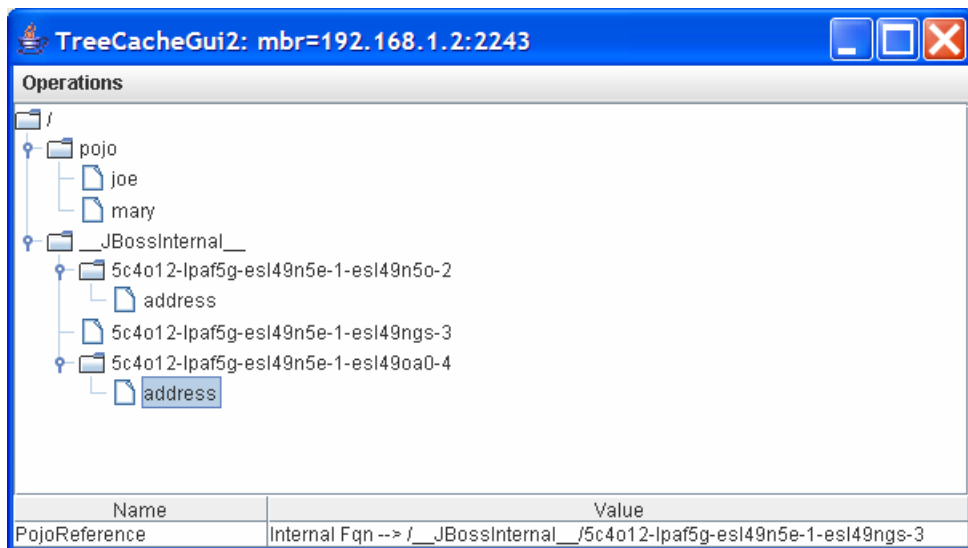 TreeCacheGui2: mbr=192.168.1.2:2243
Operations
/
pojo
joe
mary
__JBossInternal__
5c4o12-lpaf5g-esl49n5e-1-esl49n5o-2
address
5c4o12-lpaf5g-esl49n5e-1-esl49ngs-3
5c4o12-lpaf5g-esl49n5e-1-esl49oa0-4
address
Name Value
PojoReference Internal Fqn --> /__JBossInternal__/5c4o12-lpaf5g-esl49n5e-1-esl49ngs-3